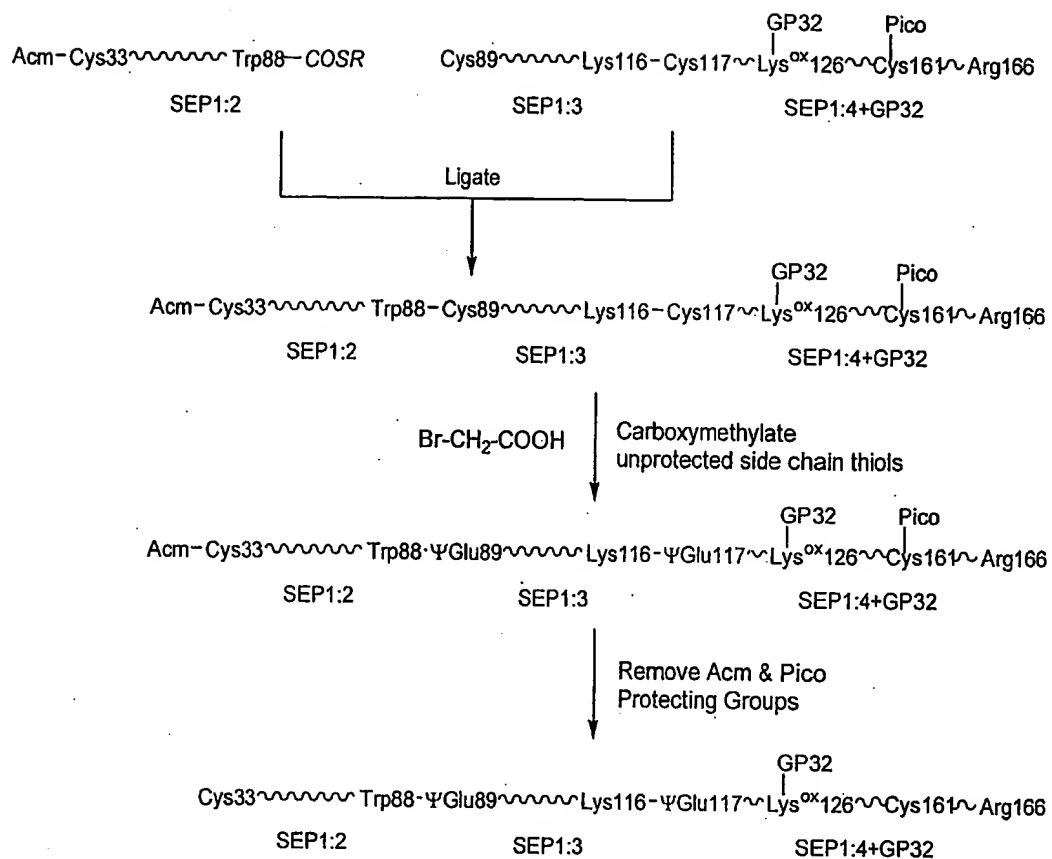 GP32 Pico
Acm-Cys33 Trp88-COSR Cys89 Lys116-Cys117 Lys^ox126 Cys161 Arg166
SEP1:2 SEP1:3 SEP1:4+GP32
Ligate
GP32 Pico
Acm-Cys33 Trp88-Cys89 Lys116-Cys117 Lys^ox126 Cys161 Arg166
SEP1:2 SEP1:3 SEP1:4+GP32
Br-CH₂-COOH Carboxymethylate
unprotected side chain thiols
GP32 Pico
Acm-Cys33 Trp88·ΨGlu89 Lys116-ΨGlu117 Lys^ox126 Cys161 Arg166
SEP1:2 SEP1:3 SEP1:4+GP32
Remove Acm & Pico
Protecting Groups
GP32
Cys33 Trp88-ΨGlu89 Lys116-ΨGlu117 Lys^ox126 Cys161 Arg166
SEP1:2 SEP1:3 SEP1:4+GP32